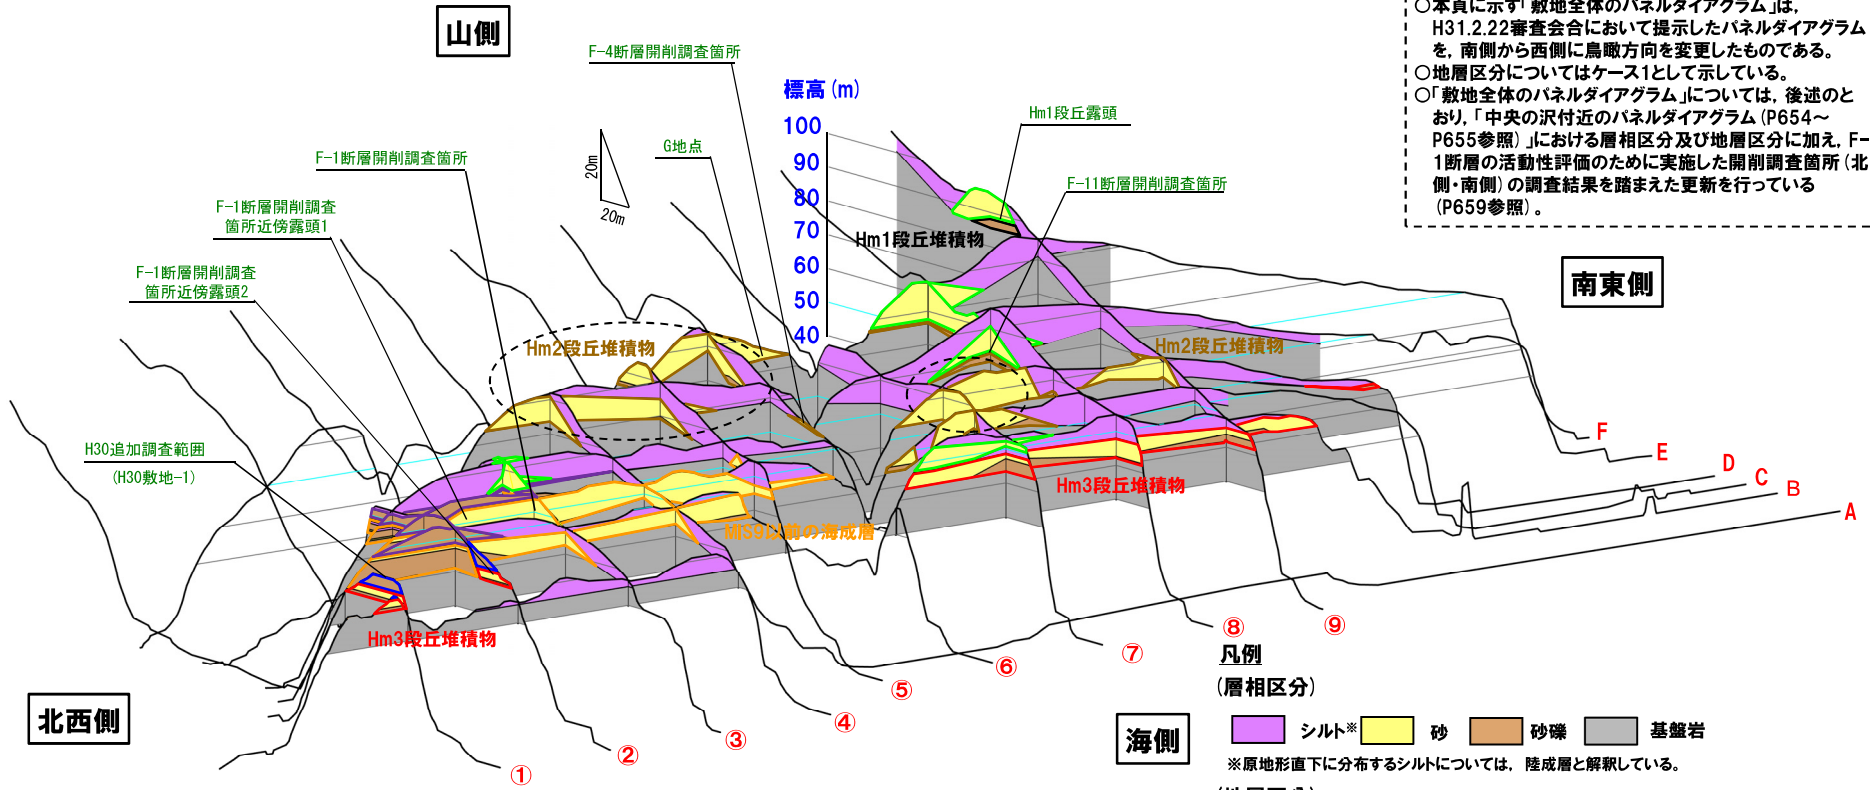 山側
○本頁に示す「敷地全体のパネルダイアグラム」は，
H31.2.22審査会合において提示したパネルダイアグラム
を，南側から西側に鳥瞰方向を変更したものである。
○地層区分についてはケース1として示している。
○「敷地全体のパネルダイアグラム」については，後述のと
おり，「中央の沢付近のパネルダイアグラム（P654～
P655参照）」における層相区分及び地層区分に加え，F-
1断層の活動性評価のために実施した開削調査箇所（北
側・南側）の調査結果を踏まえた更新を行っている
（P659参照）。
F-4断層開削調査箇所
標高(m)
100
90
80
70
60
50
40
Hm1段丘露頭
G地点
20m
20m
F-1断層開削調査箇所
F-11断層開削調査箇所
F-1断層開削調査
箇所近傍露頭1
Hm1段丘堆積物
F-1断層開削調査
箇所近傍露頭2
南東側
Hm2段丘堆積物
Hm2段丘堆積物
H30追加調査範囲
(H30敷地-1)
Hm3段丘堆積物
MIS9以前の海成層
Hm3段丘堆積物
F
E
D
C
B
A
①
②
③
④
⑤
⑥
⑦
⑧
⑨
北西側
海側
凡例
(層相区分)
シルト※
砂
砂礫
基盤岩
※原地形直下に分布するシルトについては，陸成層と解釈している。